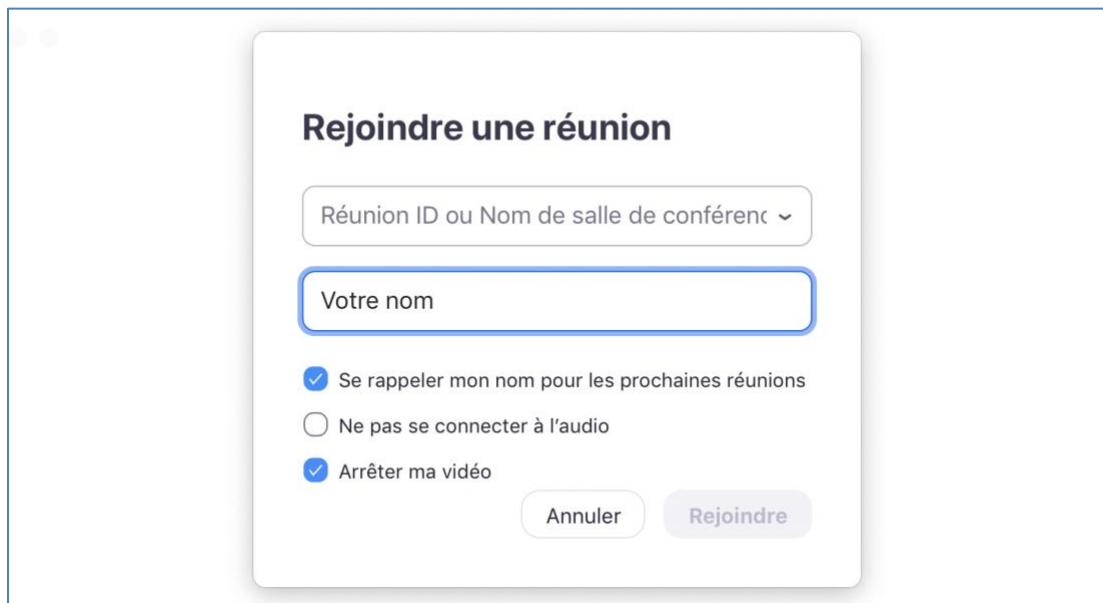 Rejoindre une réunion
Réunion ID ou Nom de salle de conférenc
Votre nom
Se rappeler mon nom pour les prochaines réunions
Ne pas se connecter à l'audio
Arrêter ma vidéo
Annuler Rejoindre